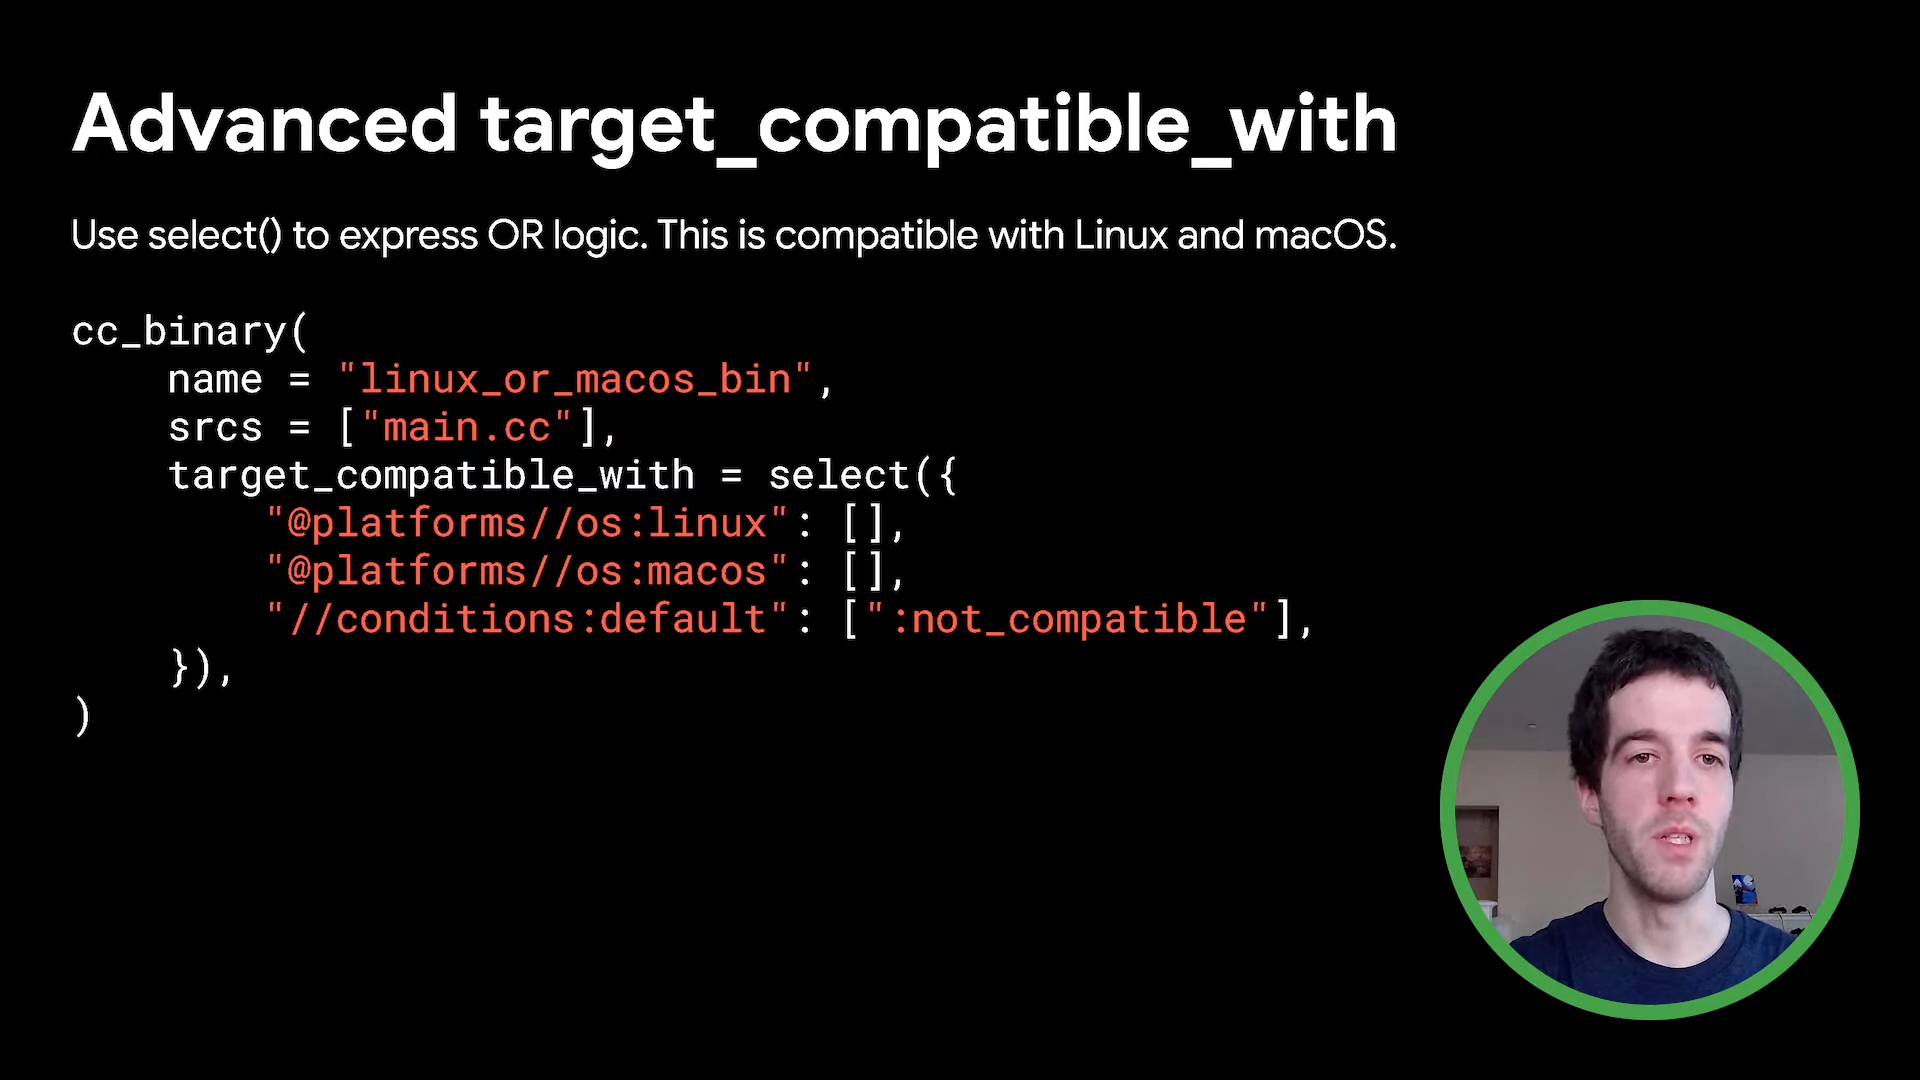 Advanced target_compatible_with
Use select() to express OR logic. This is compatible with Linux and macOS.
cc_binary(
    name = "linux_or_macos_bin",
    srcs = ["main.cc"],
    target_compatible_with = select({
        "@platforms//os:linux": [],
        "@platforms//os:macos": [],
        "//conditions:default": [":not_compatible"],
    }),
)